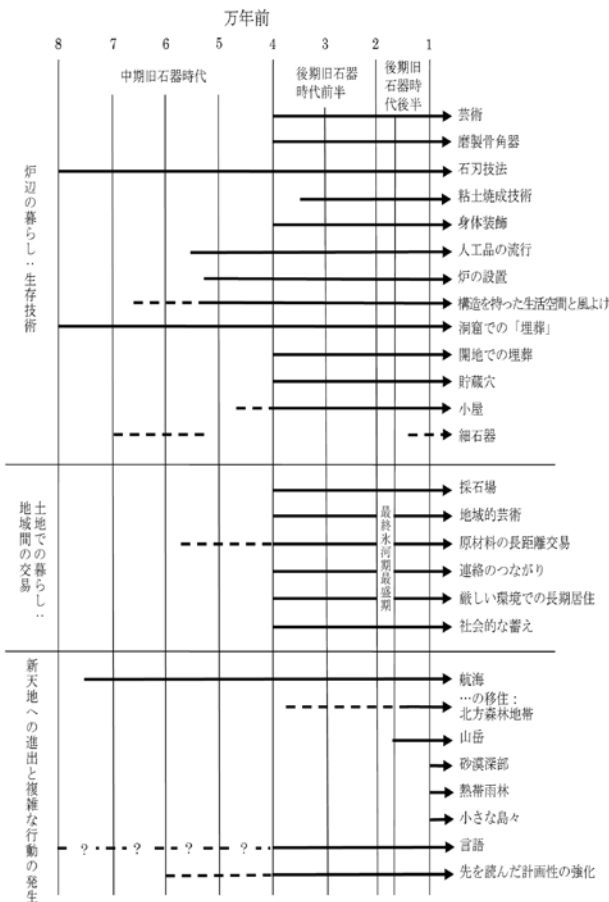 万年前
8 7 6 5 4 3 2 1
中期旧石器時代
後期旧石器
時代前半
後期旧石器時代後半
炉辺の暮らし：生存技術
芸術
磨製骨角器
石刃技法
粘土焼成技術
身体装飾
人工品の流行
炉の設置
構造を持った生活空間と風よけ
洞窟での「埋葬」
開地での埋葬
貯蔵穴
小屋
細石器
土地での暮らし：
地域間の交易
最終氷河期最盛期
採石場
地域的芸術
原材料の長距離交易
連絡のつながり
厳しい環境での長期居住
社会的な蓄え
新天地への進出と複雑な行動の発生
航海
…の移住：
北方森林地帯
山岳
砂漠深部
熱帯雨林
小さな島々
? ? ? ?
言語
先を読んだ計画性の強化